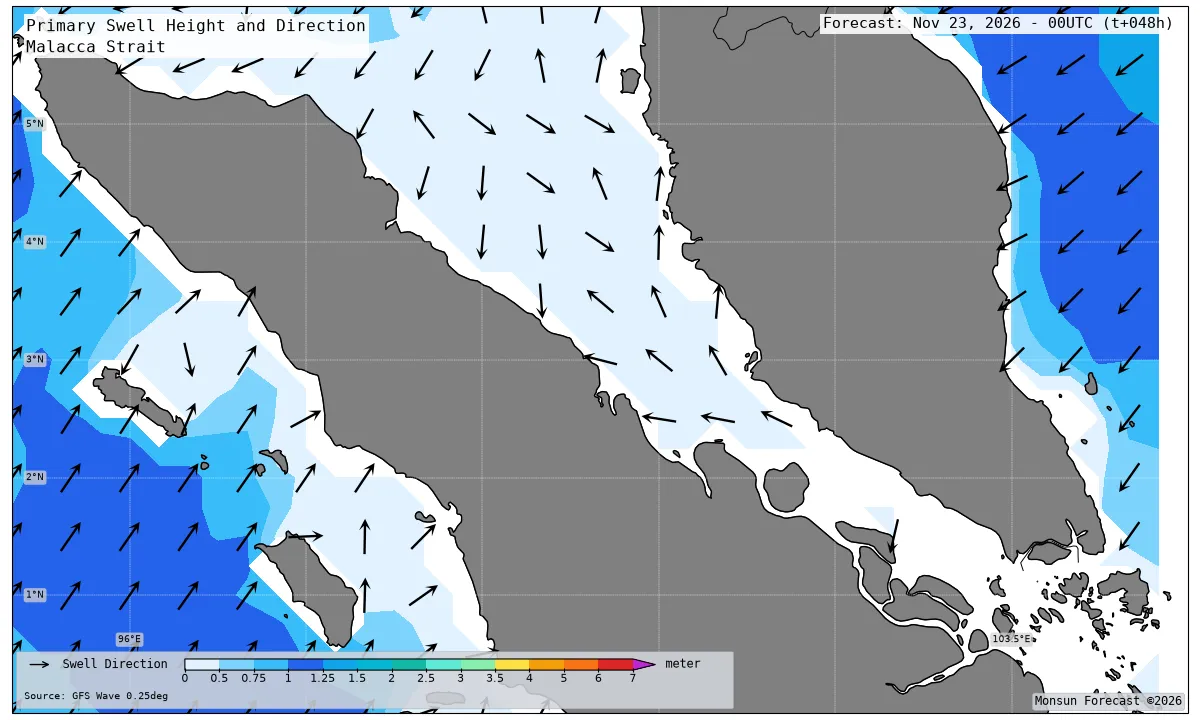 Primary Swell Height and Direction
Malacca Strait
Forecast: Nov 23, 2026 - 00UTC (t+048h)
5°N
4°N
3°N
2°N
1°N
96°E
103.5°E
Swell Direction
0 0.5 0.75 1 1.25 1.5 2 2.5 3 3.5 4 5 6 7
meter
Source: GFS Wave 0.25deg
Monsun Forecast ©2026